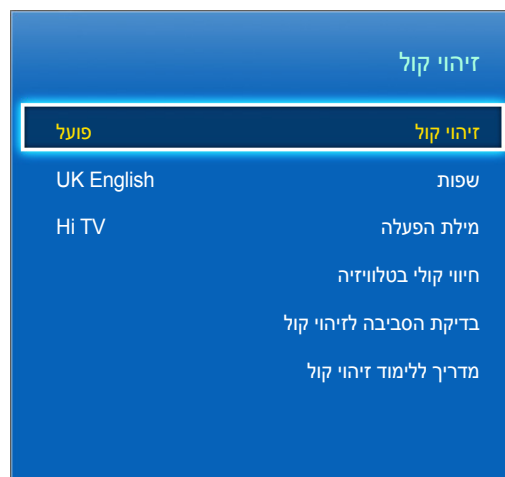 זיהוי קול
זיהוי קול פועל
שפות UK English
מילת הפעלה Hi TV
חיווי קולי בטלוויזיה
בדיקת הסביבה לזיהוי קול
מדריך ללימוד זיהוי קול